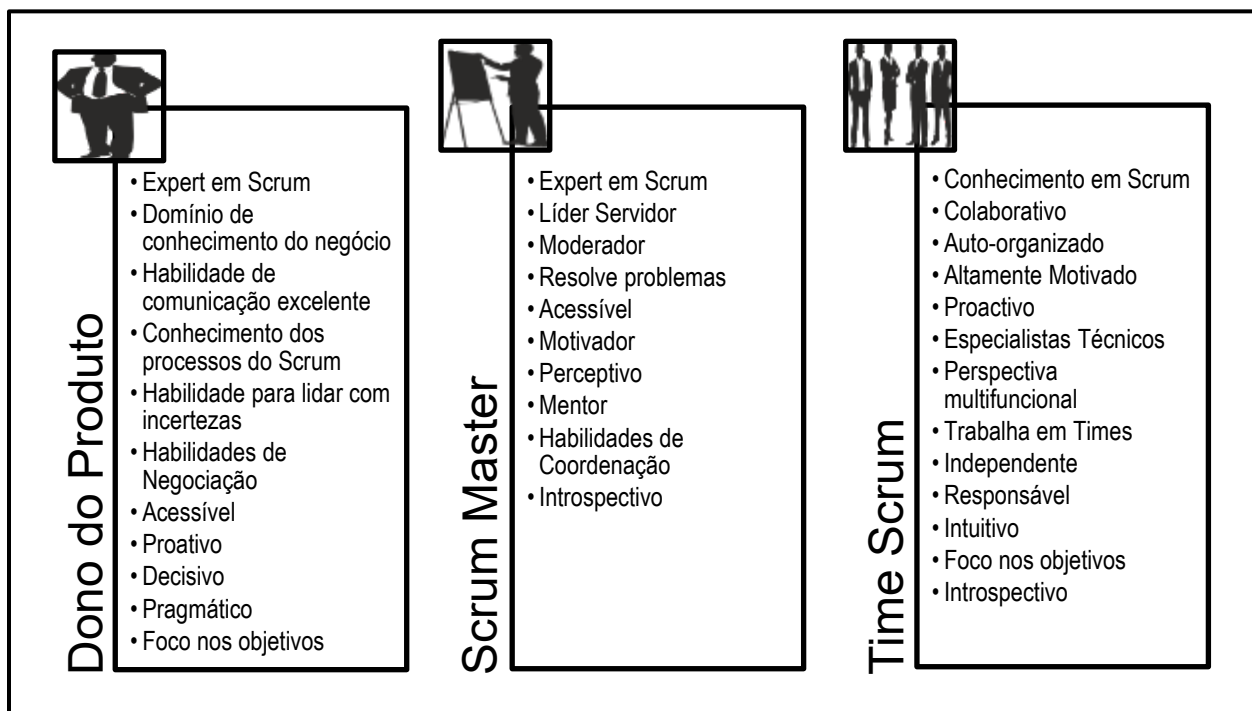 Dono do Produto
• Expert em Scrum
• Domínio de
conhecimento do negócio
• Habilidade de
comunicação excelente
• Conhecimento dos
processos do Scrum
• Habilidade para lidar com
incertezas
• Habilidades de
Negociação
• Acessível
• Proativo
• Decisivo
• Pragmático
• Foco nos objetivos
Scrum Master
• Expert em Scrum
• Líder Servidor
• Moderador
• Resolve problemas
• Acessível
• Motivador
• Perceptivo
• Mentor
• Habilidades de
Coordenação
• Introspectivo
Time Scrum
• Conhecimento em Scrum
• Colaborativo
• Auto-organizado
• Altamente Motivado
• Proactivo
• Especialistas Técnicos
• Perspectiva
multifuncional
• Trabalha em Times
• Independente
• Responsável
• Intuitivo
• Foco nos objetivos
• Introspectivo